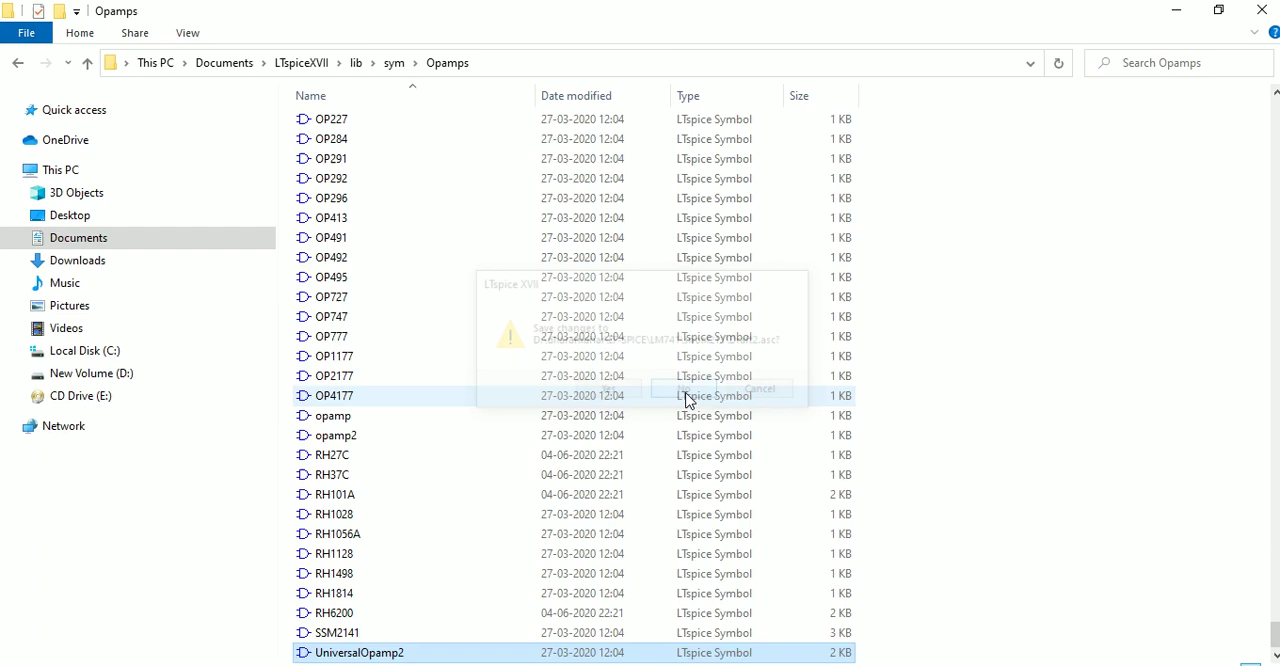 Opamps
File Home Share View
This PC Documents LTspiceXVII lib sym Opamps Search Opamps
Name Date modified Type Size
Quick access
OneDrive
This PC
3D Objects
Desktop
Documents
Downloads
Music
Pictures
Videos
Local Disk (C:)
New Volume (D:)
CD Drive (E:)
Network
OP227 27-03-2020 12:04 LTspice Symbol 1 KB
OP284 27-03-2020 12:04 LTspice Symbol 1 KB
OP291 27-03-2020 12:04 LTspice Symbol 1 KB
OP292 27-03-2020 12:04 LTspice Symbol 1 KB
OP296 27-03-2020 12:04 LTspice Symbol 1 KB
OP413 27-03-2020 12:04 LTspice Symbol 1 KB
OP491 27-03-2020 12:04 LTspice Symbol 1 KB
OP492 27-03-2020 12:04 LTspice Symbol 1 KB
OP495 27-03-2020 12:04 LTspice Symbol 1 KB
OP727 27-03-2020 12:04 LTspice Symbol 1 KB
OP747 27-03-2020 12:04 LTspice Symbol 1 KB
OP777 27-03-2020 12:04 LTspice Symbol 1 KB
OP1177 27-03-2020 12:04 LTspice Symbol 1 KB
OP2177 27-03-2020 12:04 LTspice Symbol 1 KB
OP4177 27-03-2020 12:04 LTspice Symbol 1 KB
opamp 27-03-2020 12:04 LTspice Symbol 1 KB
opamp2 27-03-2020 12:04 LTspice Symbol 1 KB
RH27C 04-06-2020 22:21 LTspice Symbol 1 KB
RH37C 04-06-2020 22:21 LTspice Symbol 1 KB
RH101A 04-06-2020 22:21 LTspice Symbol 2 KB
RH1028 27-03-2020 12:04 LTspice Symbol 1 KB
RH1056A 27-03-2020 12:04 LTspice Symbol 1 KB
RH1128 27-03-2020 12:04 LTspice Symbol 1 KB
RH1498 27-03-2020 12:04 LTspice Symbol 1 KB
RH1814 27-03-2020 12:04 LTspice Symbol 1 KB
RH6200 04-06-2020 22:21 LTspice Symbol 2 KB
SSM2141 27-03-2020 12:04 LTspice Symbol 3 KB
UniversalOpamp2 27-03-2020 12:04 LTspice Symbol 2 KB
LTspice XVII
Save changes to
Yes No Cancel